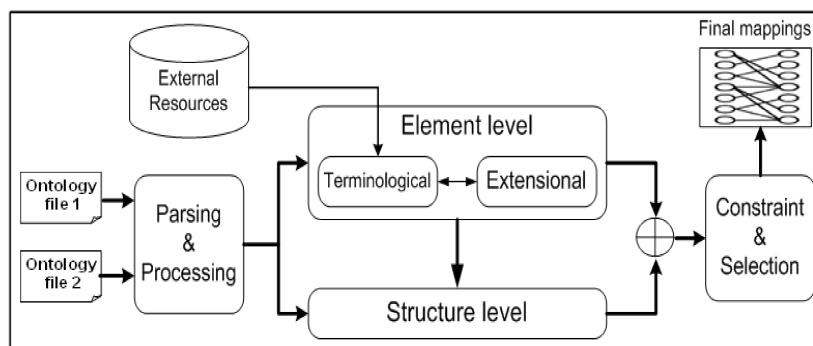 Final mappings
External
Resources
Element level
Terminological
Extensional
Ontology
file 1
Parsing
&
Processing
Constraint
&
Selection
Ontology
file 2
Structure level